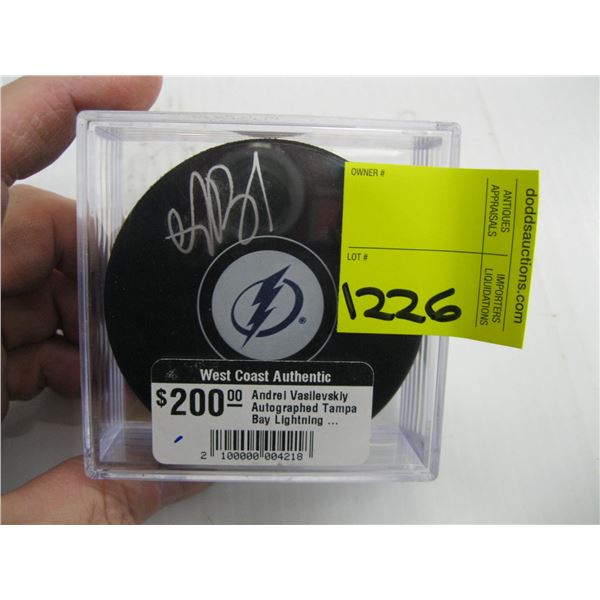 OWNER #
LOT #
1226
ANTIQUES
APPRAISALS
IMPORTERS
LIQUIDATIONS
doddsauctions.com
®
West Coast Authentic
$200.00
Andrei Vasilevskiy
Autographed Tampa
Bay Lightning ...
2 100000 004218